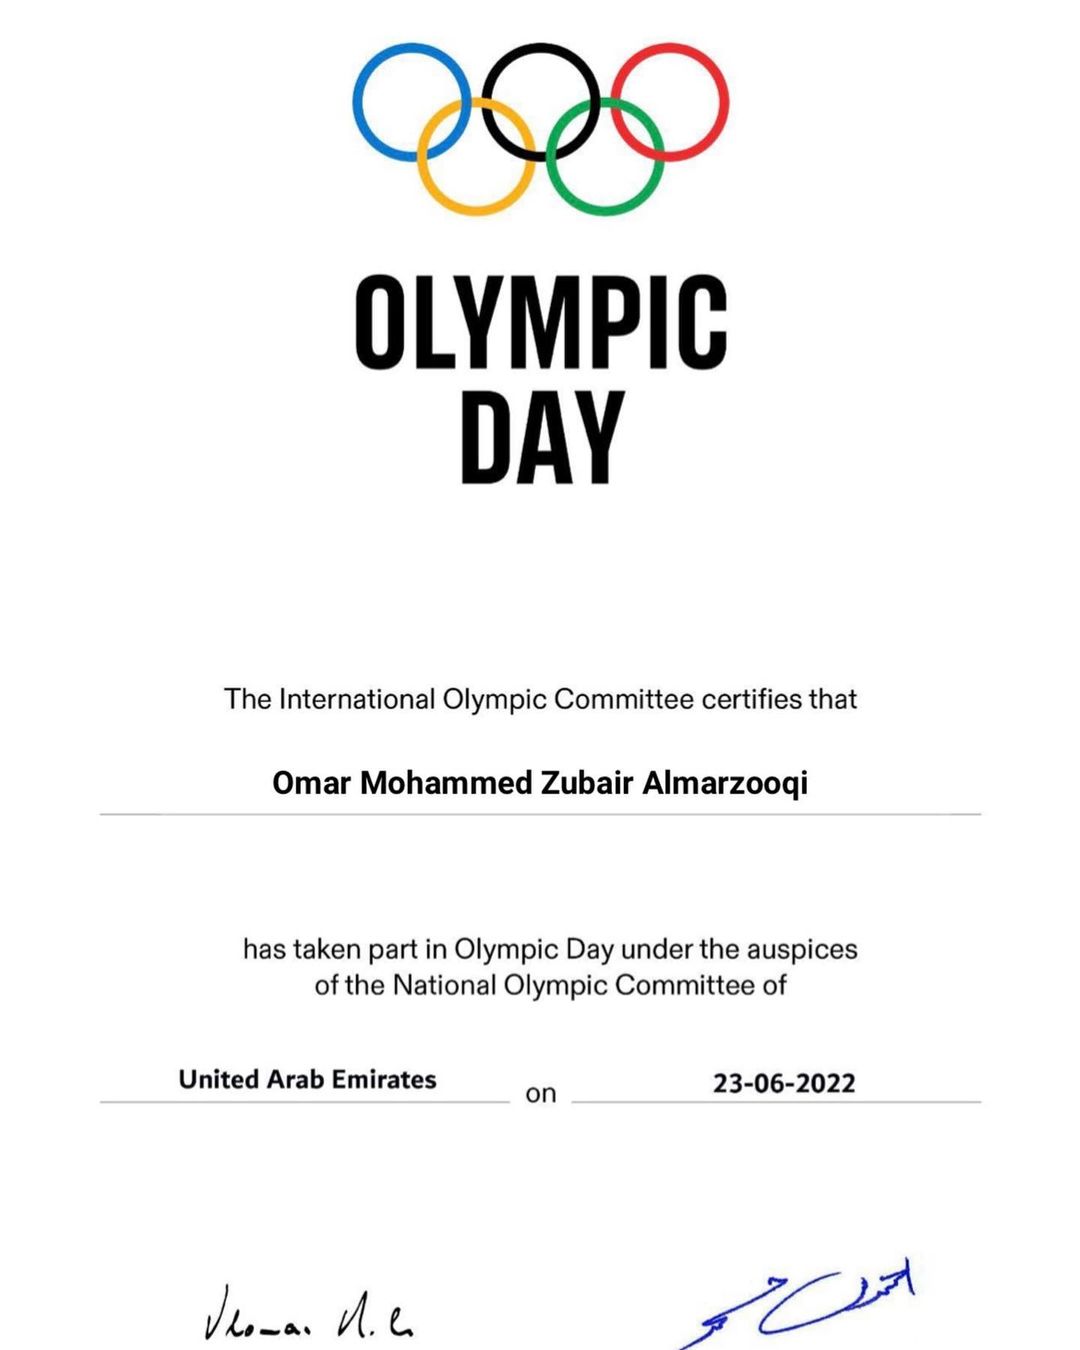 OLYMPIC
DAY
The International Olympic Committee certifies that
Omar Mohammed Zubair Almarzooqi
has taken part in Olympic Day under the auspices
of the National Olympic Committee of
United Arab Emirates on 23-06-2022